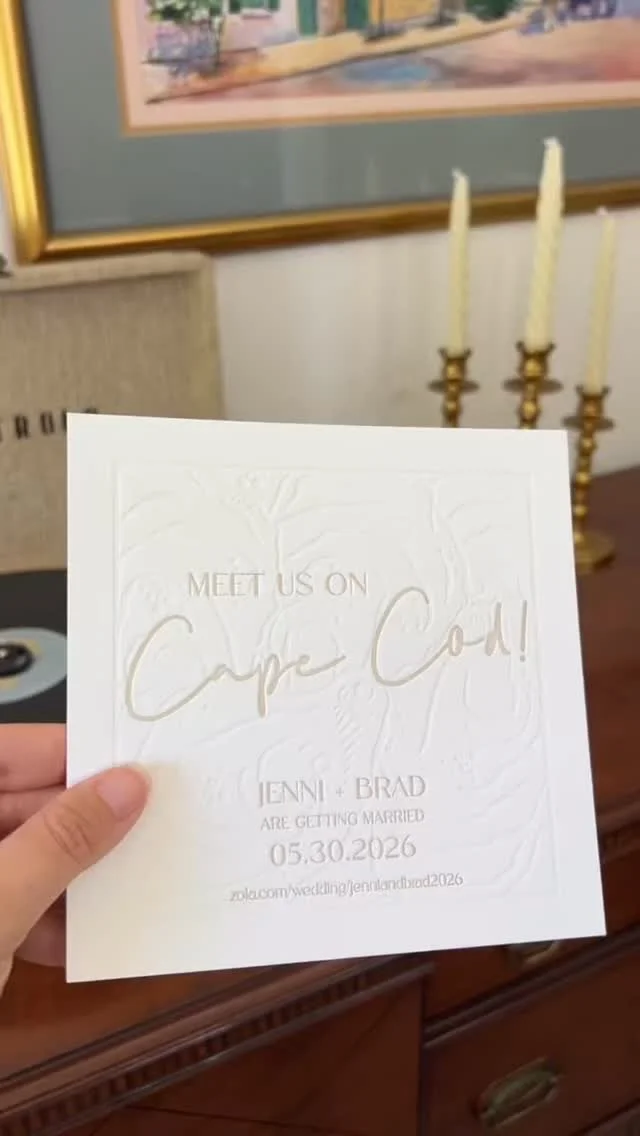 MEET US ON
Cape Cod!
JENNI + BRAD
ARE GETTING MARRIED
05.30.2026
zola.com/wedding/jenniandbrad2026